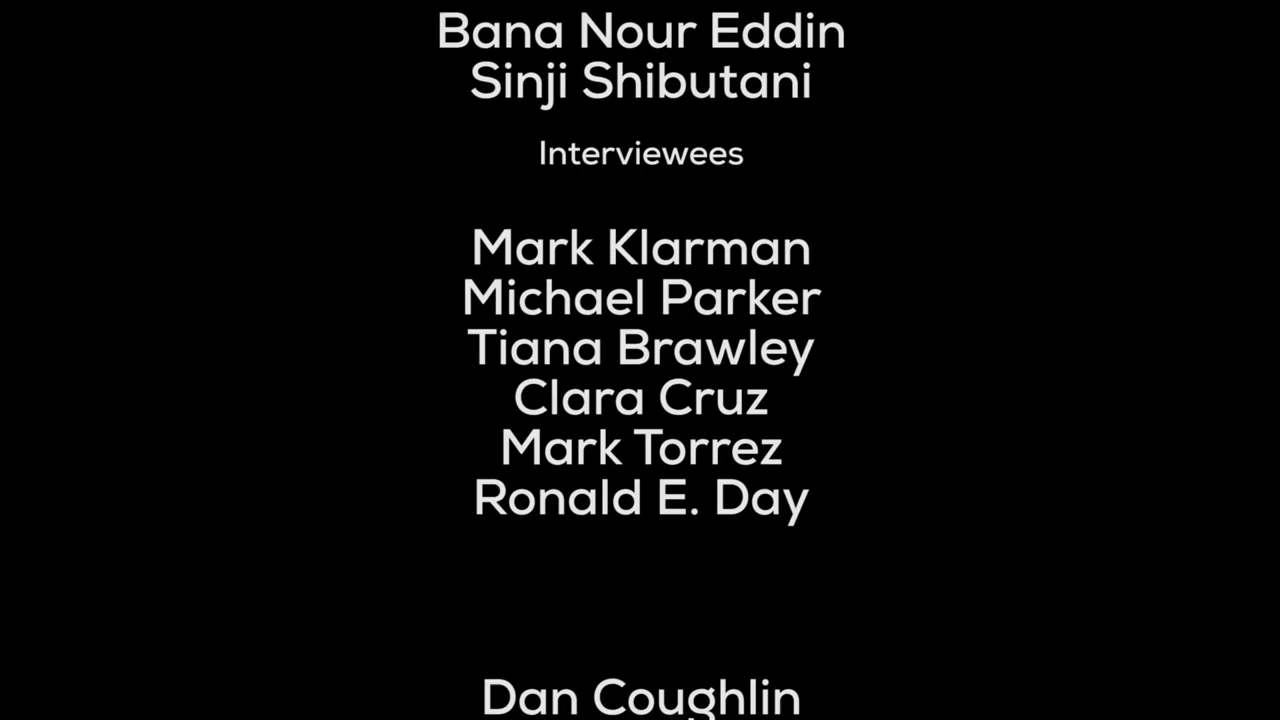 Bana Nour Eddin
Sinji Shibutani
Interviewees
Mark Klarman
Michael Parker
Tiana Brawley
Clara Cruz
Mark Torrez
Ronald E. Day
Dan Coughlin